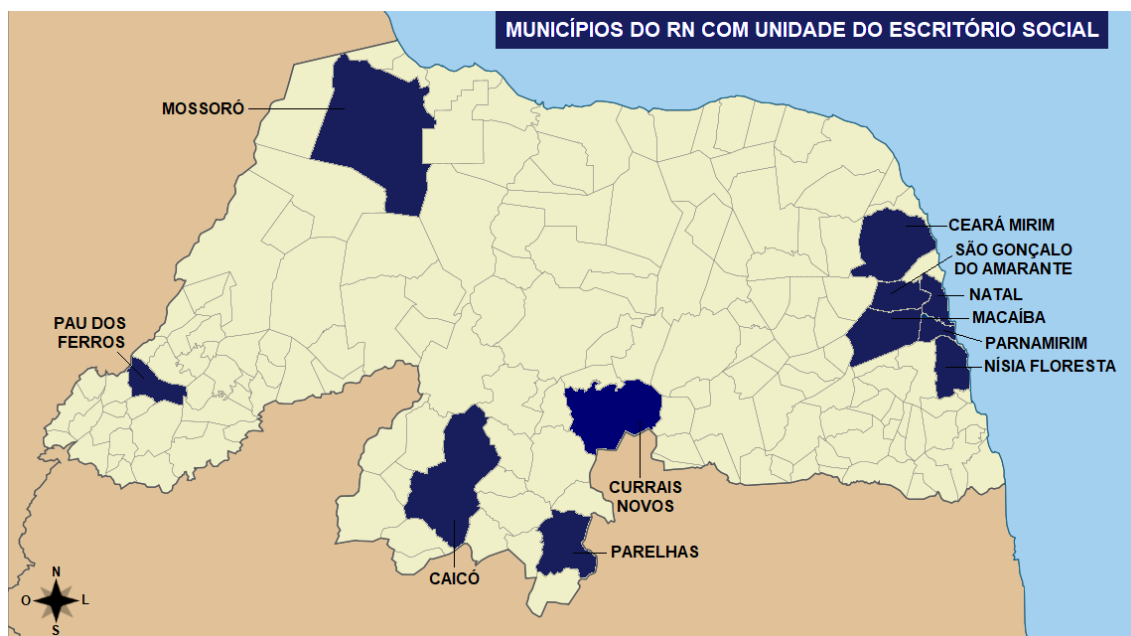 MUNICÍPIOS DO RN COM UNIDADE DO ESCRITÓRIO SOCIAL
MOSSORÓ
CEARÁ MIRIM
SÃO GONÇALO
DO AMARANTE
NATAL
MACAÍBA
PARNAMIRIM
NÍSIA FLORESTA
PAU DOS
FERROS
CURRAIS
NOVOS
PARELHAS
CAICÓ
N
O
L
S